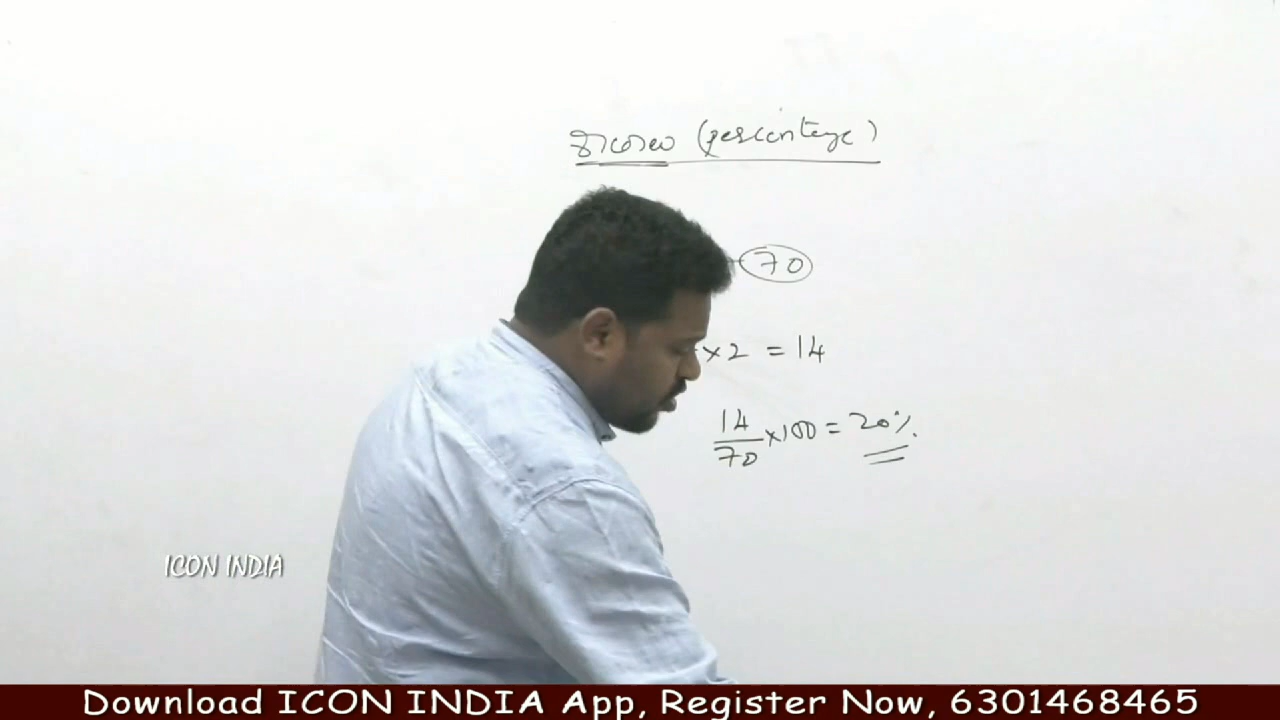 శాతాలు (percentage)
70
×2 = 14
14/70 ×100 = 20%.
ICON INDIA
Download ICON INDIA App, Register Now, 6301468465